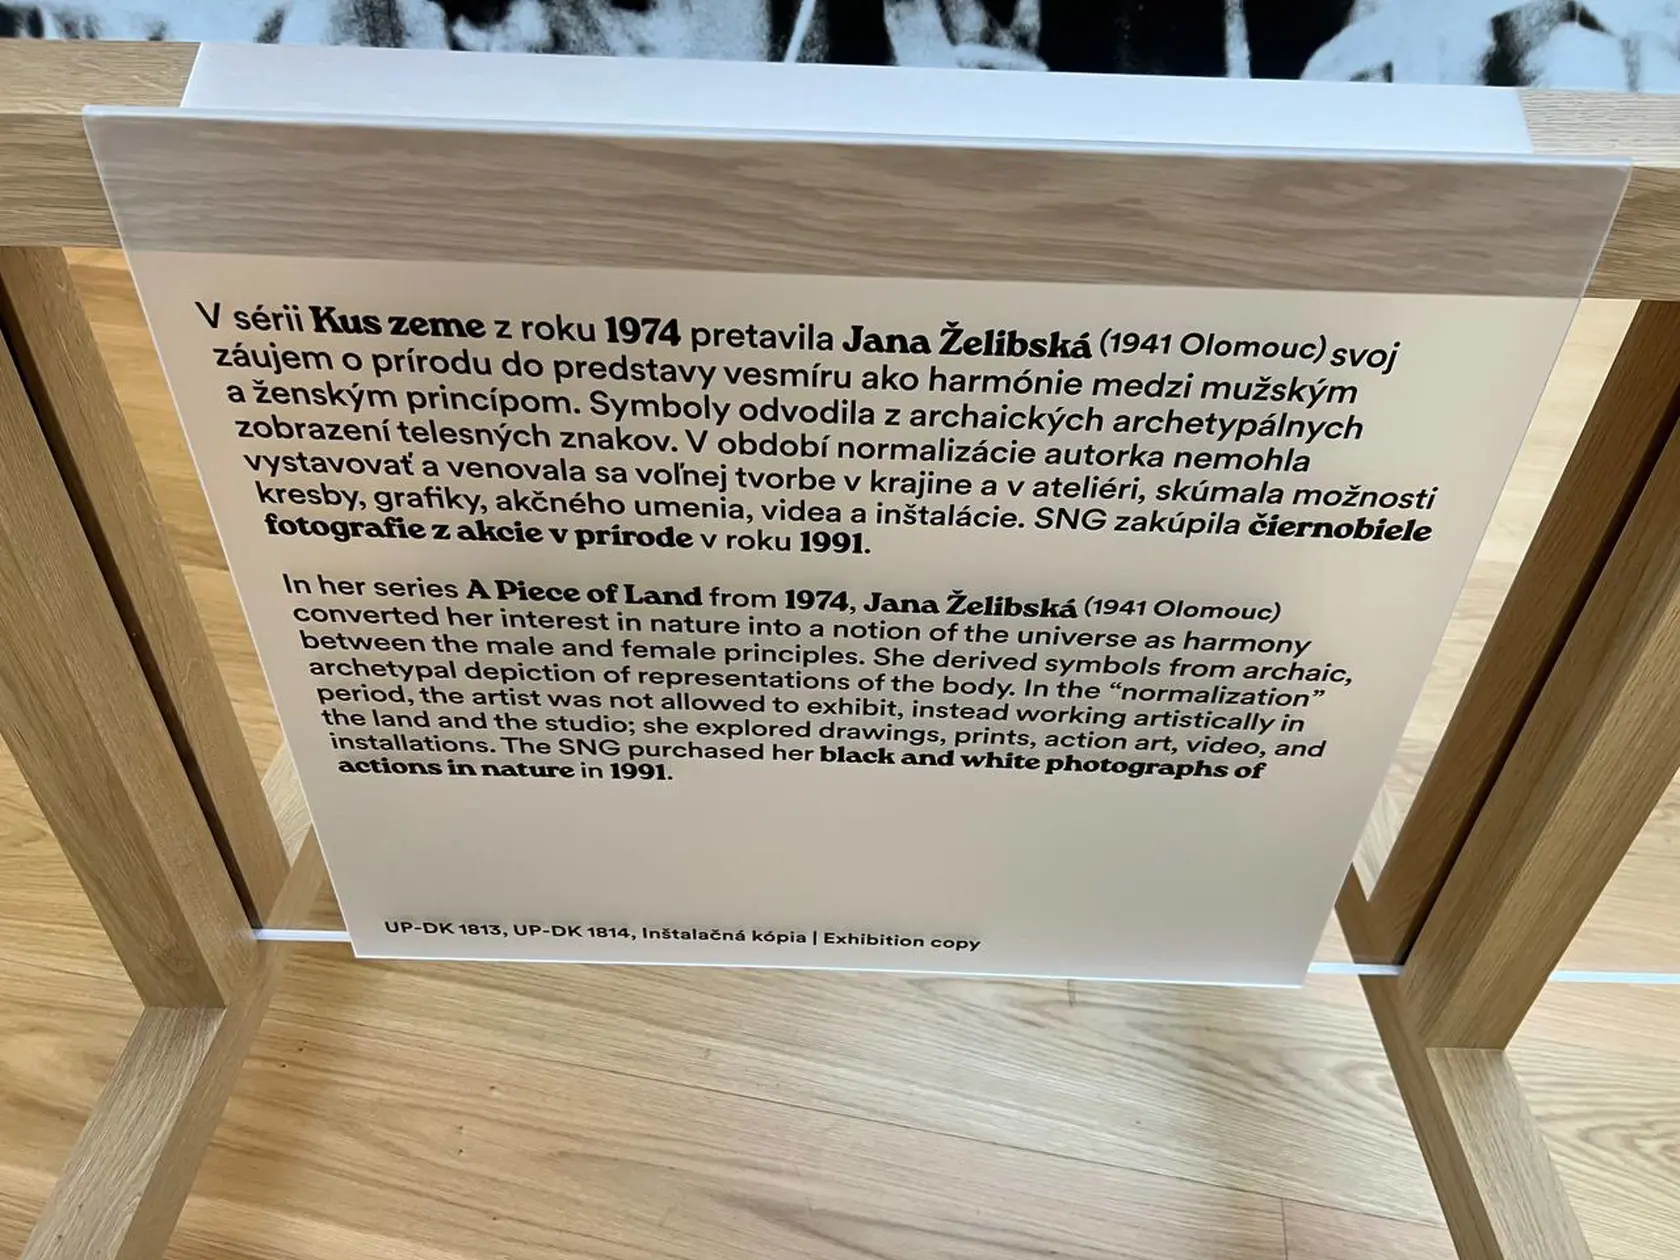 V sérii Kus zeme z roku 1974 pretavila Jana Želibská (1941 Olomouc) svoj
záujem o prírodu do predstavy vesmíru ako harmónie medzi mužským
a ženským princípom. Symboly odvodila z archaických archetypálnych
zobrazení telesných znakov. V období normalizácie autorka nemohla
vystavovať a venovala sa voľnej tvorbe v krajine a v ateliéri, skúmala možnosti
kresby, grafiky, akčného umenia, videa a inštalácie. SNG zakúpila čiernobiele
fotografie z akcie v prírode v roku 1991.
In her series A Piece of Land from 1974, Jana Želibská (1941 Olomouc)
converted her interest in nature into a notion of the universe as harmony
between the male and female principles. She derived symbols from archaic,
archetypal depiction of representations of the body. In the “normalization”
period, the artist was not allowed to exhibit, instead working artistically in
the land and the studio; she explored drawings, prints, action art, video, and
installations. The SNG purchased her black and white photographs of
actions in nature in 1991.
UP-DK 1813, UP-DK 1814, Inštalačná kópia | Exhibition copy